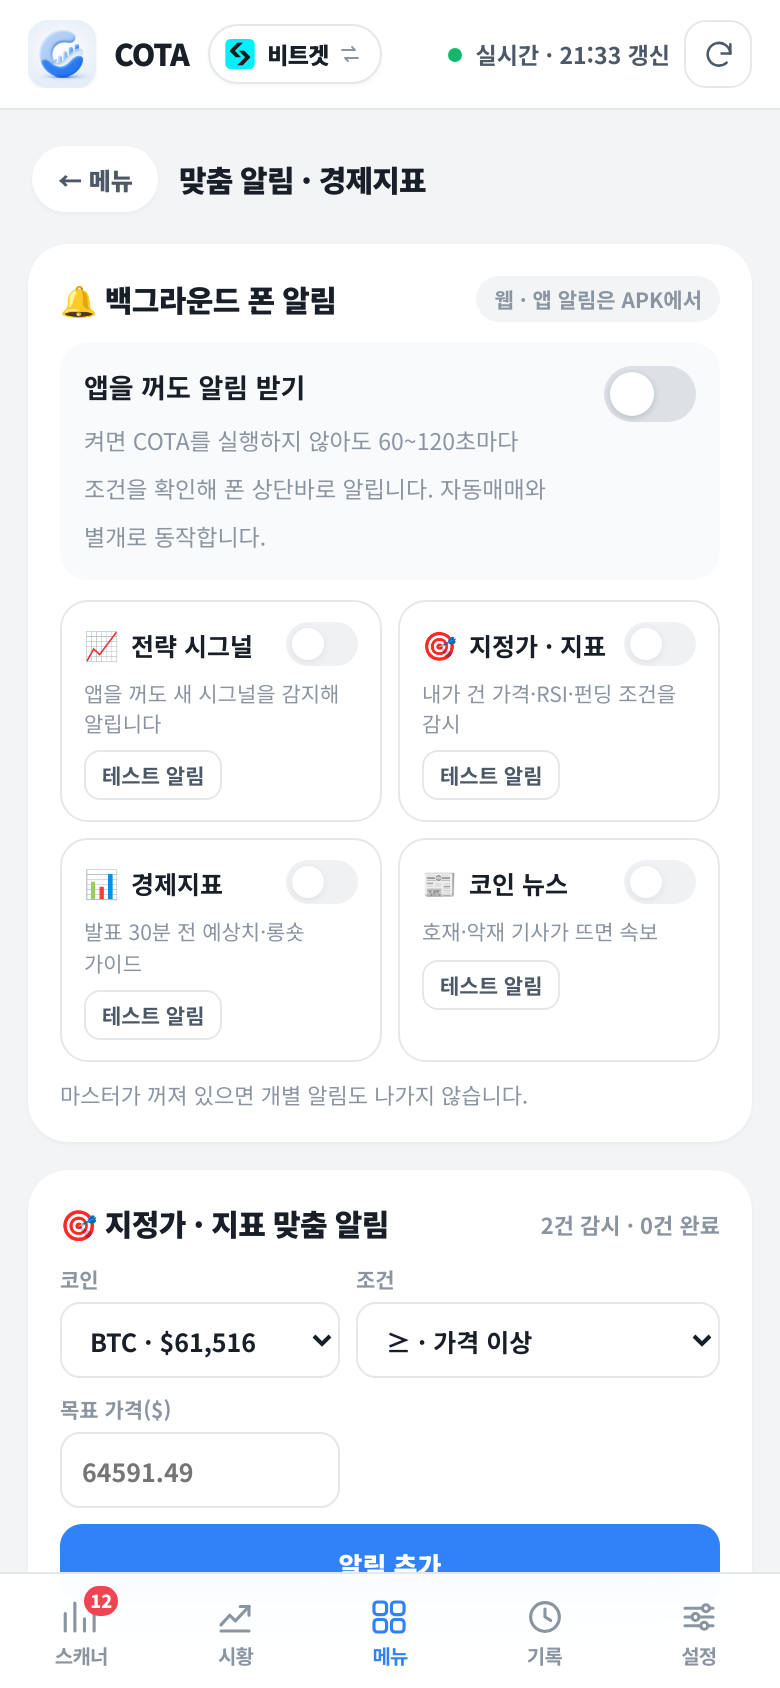 COTA 비트겟 실시간 · 21:33 갱신
← 메뉴 맞춤 알림 · 경제지표
백그라운드 폰 알림 웹 · 앱 알림은 APK에서
앱을 꺼도 알림 받기
켜면 COTA를 실행하지 않아도 60~120초마다
조건을 확인해 폰 상단바로 알립니다. 자동매매와
별개로 동작합니다.
전략 시그널
앱을 꺼도 새 시그널을 감지해
알립니다
테스트 알림
지정가 · 지표
내가 건 가격·RSI·펀딩 조건을
감시
테스트 알림
경제지표
발표 30분 전 예상치·롱숏
가이드
테스트 알림
코인 뉴스
호재·악재 기사가 뜨면 속보
테스트 알림
마스터가 꺼져 있으면 개별 알림도 나가지 않습니다.
지정가 · 지표 맞춤 알림 2건 감시 · 0건 완료
코인 조건
BTC · $61,516 ≥ · 가격 이상
목표 가격($)
64591.49
알림 추가
12
스캐너 시황 메뉴 기록 설정